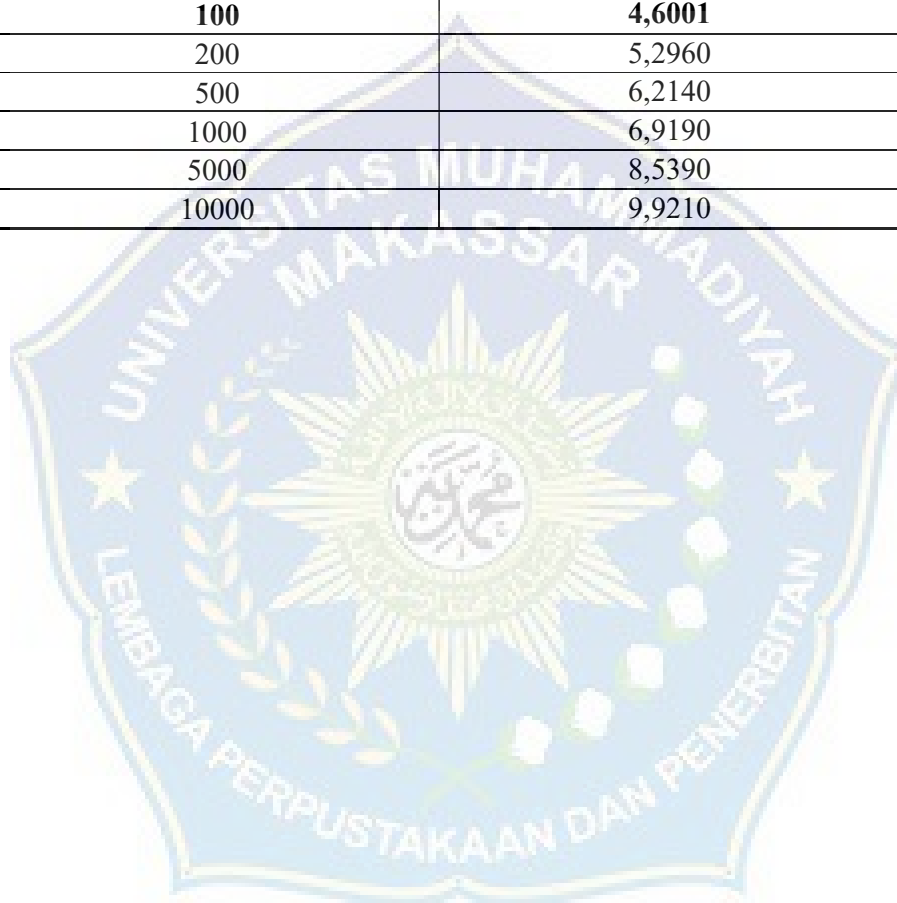 100 4,6001
200 5,2960
500 6,2140
1000 6,9190
5000 8,5390
10000 9,9210
UNIVERSITAS MUHAMMADIYAH
MAKASSAR
LEMBAGA PERPUSTAKAAN DAN PENERBITAN